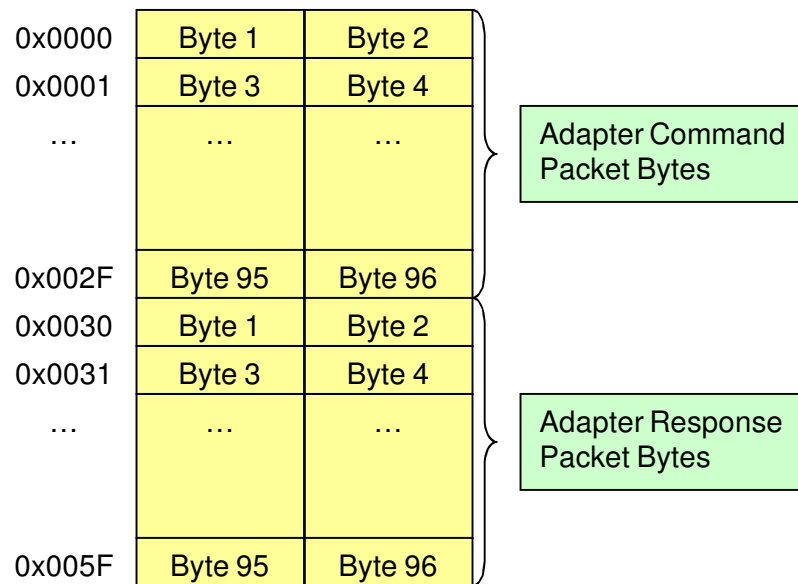 0x0000 Byte 1 Byte 2
0x0001 Byte 3 Byte 4
... ... ...
Adapter Command
Packet Bytes
0x002F Byte 95 Byte 96
0x0030 Byte 1 Byte 2
0x0031 Byte 3 Byte 4
... ... ...
Adapter Response
Packet Bytes
0x005F Byte 95 Byte 96